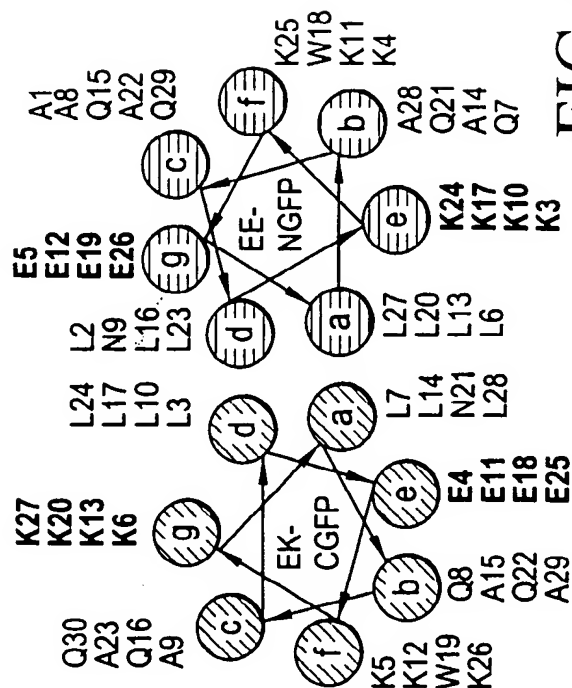 Q30
A23
Q16
A9
K27
K20
K13
K6
L24
L17
L10
L3
L2
N9
L16
L23
E5
E12
E19
E26
A1
A8
Q15
A22
Q29
c
g
d
d
g
c
EK-
CGFP
EE-
NGFP
f
b
e
a
a
e
b
f
K25
W18
K11
K4
K5
K12
W19
K26
Q8
A15
Q22
A29
E4
E11
E18
E25
L7
L14
N21
L28
L27
L20
L13
L6
K24
K17
K10
K3
A28
Q21
A14
Q7
FIG